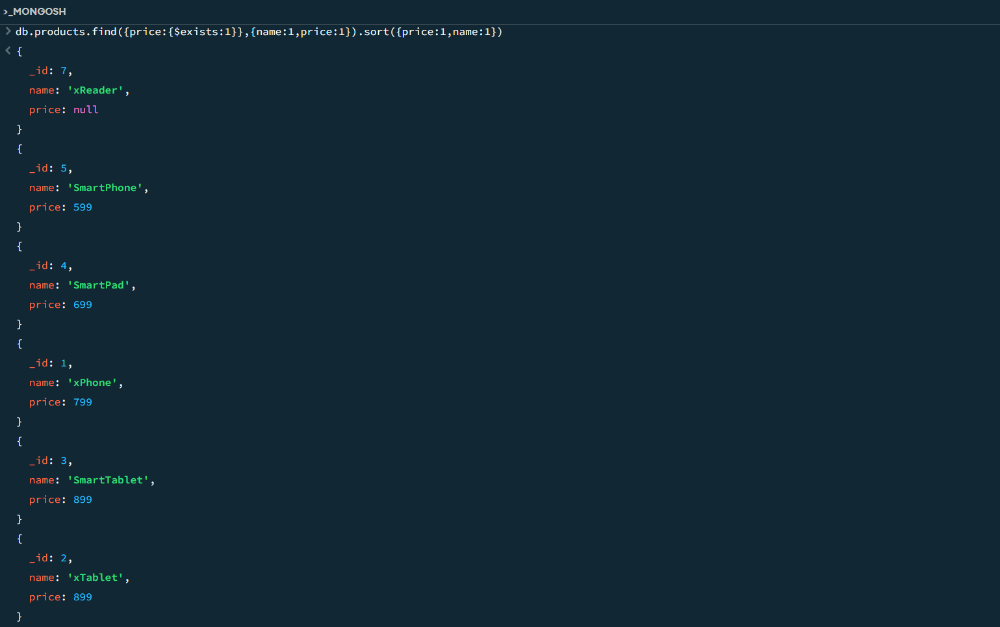 >_MONGOSH
> db.products.find({price:{$exists:1}},{name:1,price:1}).sort({price:1,name:1})
< {
_id: 7,
name: 'xReader',
price: null
}
{
_id: 5,
name: 'SmartPhone',
price: 599
}
{
_id: 4,
name: 'SmartPad',
price: 699
}
{
_id: 1,
name: 'xPhone',
price: 799
}
{
_id: 3,
name: 'SmartTablet',
price: 899
}
{
_id: 2,
name: 'xTablet',
price: 899
}